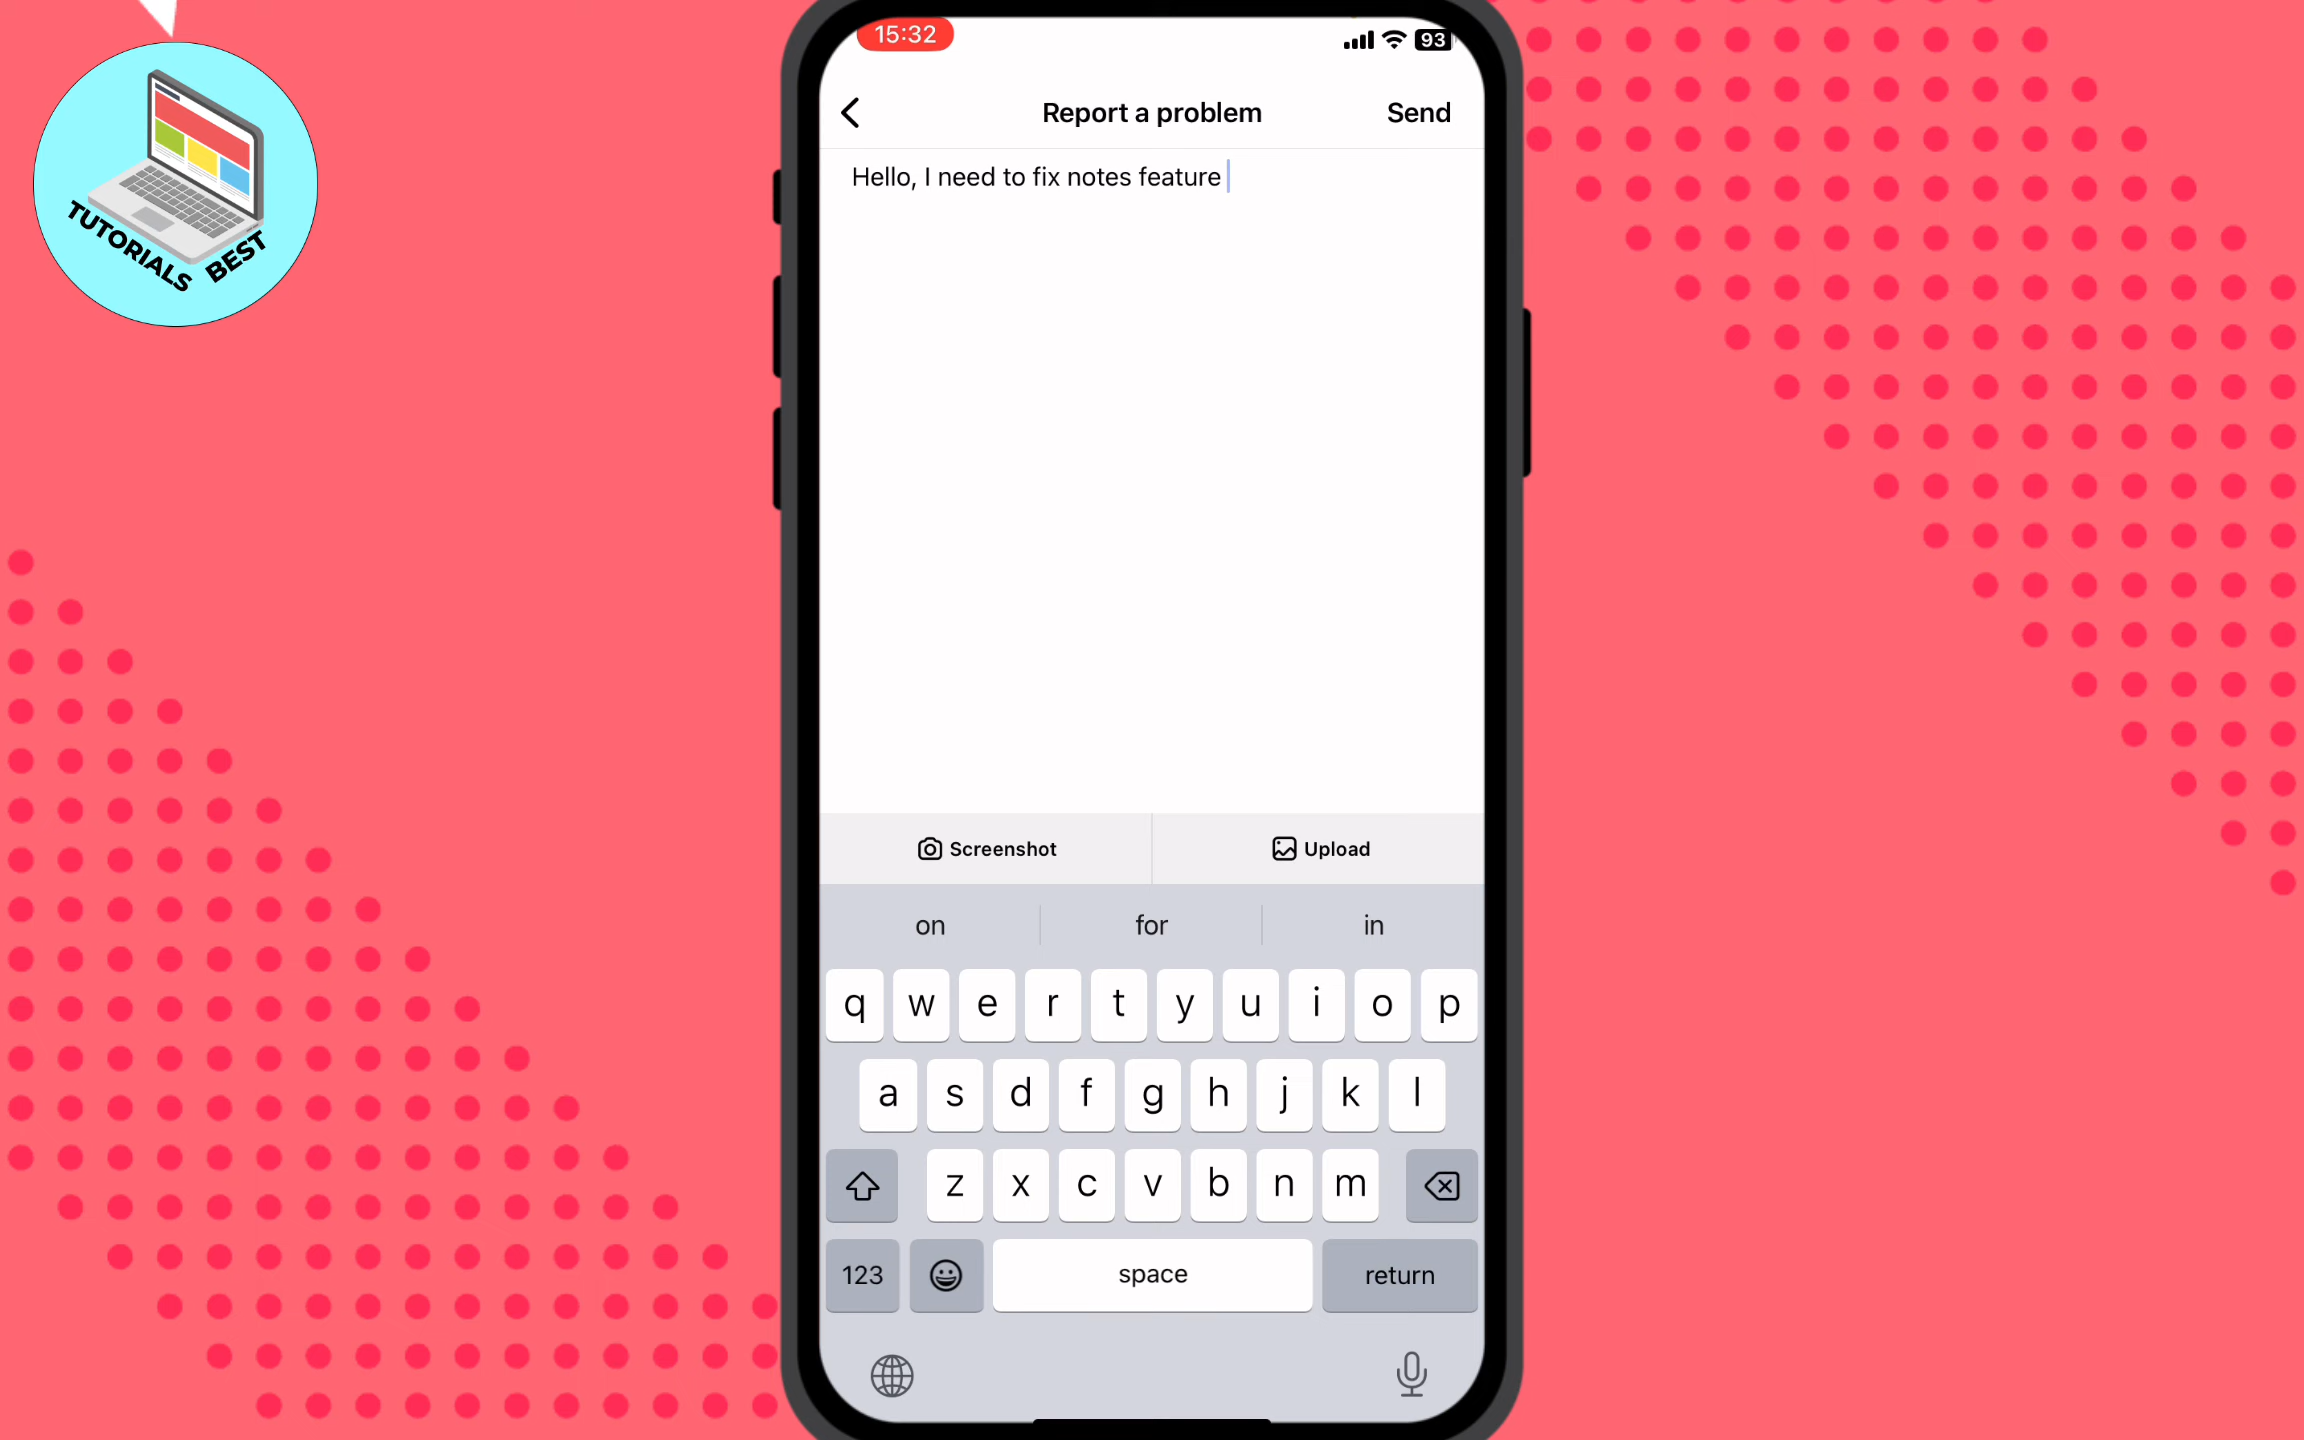 TUTORIALS BEST
15:32
93
Report a problem
Send
Hello, I need to fix notes feature
Screenshot
Upload
on
for
in
q w e r t y u i o p
a s d f g h j k l
z x c v b n m
123
space
return